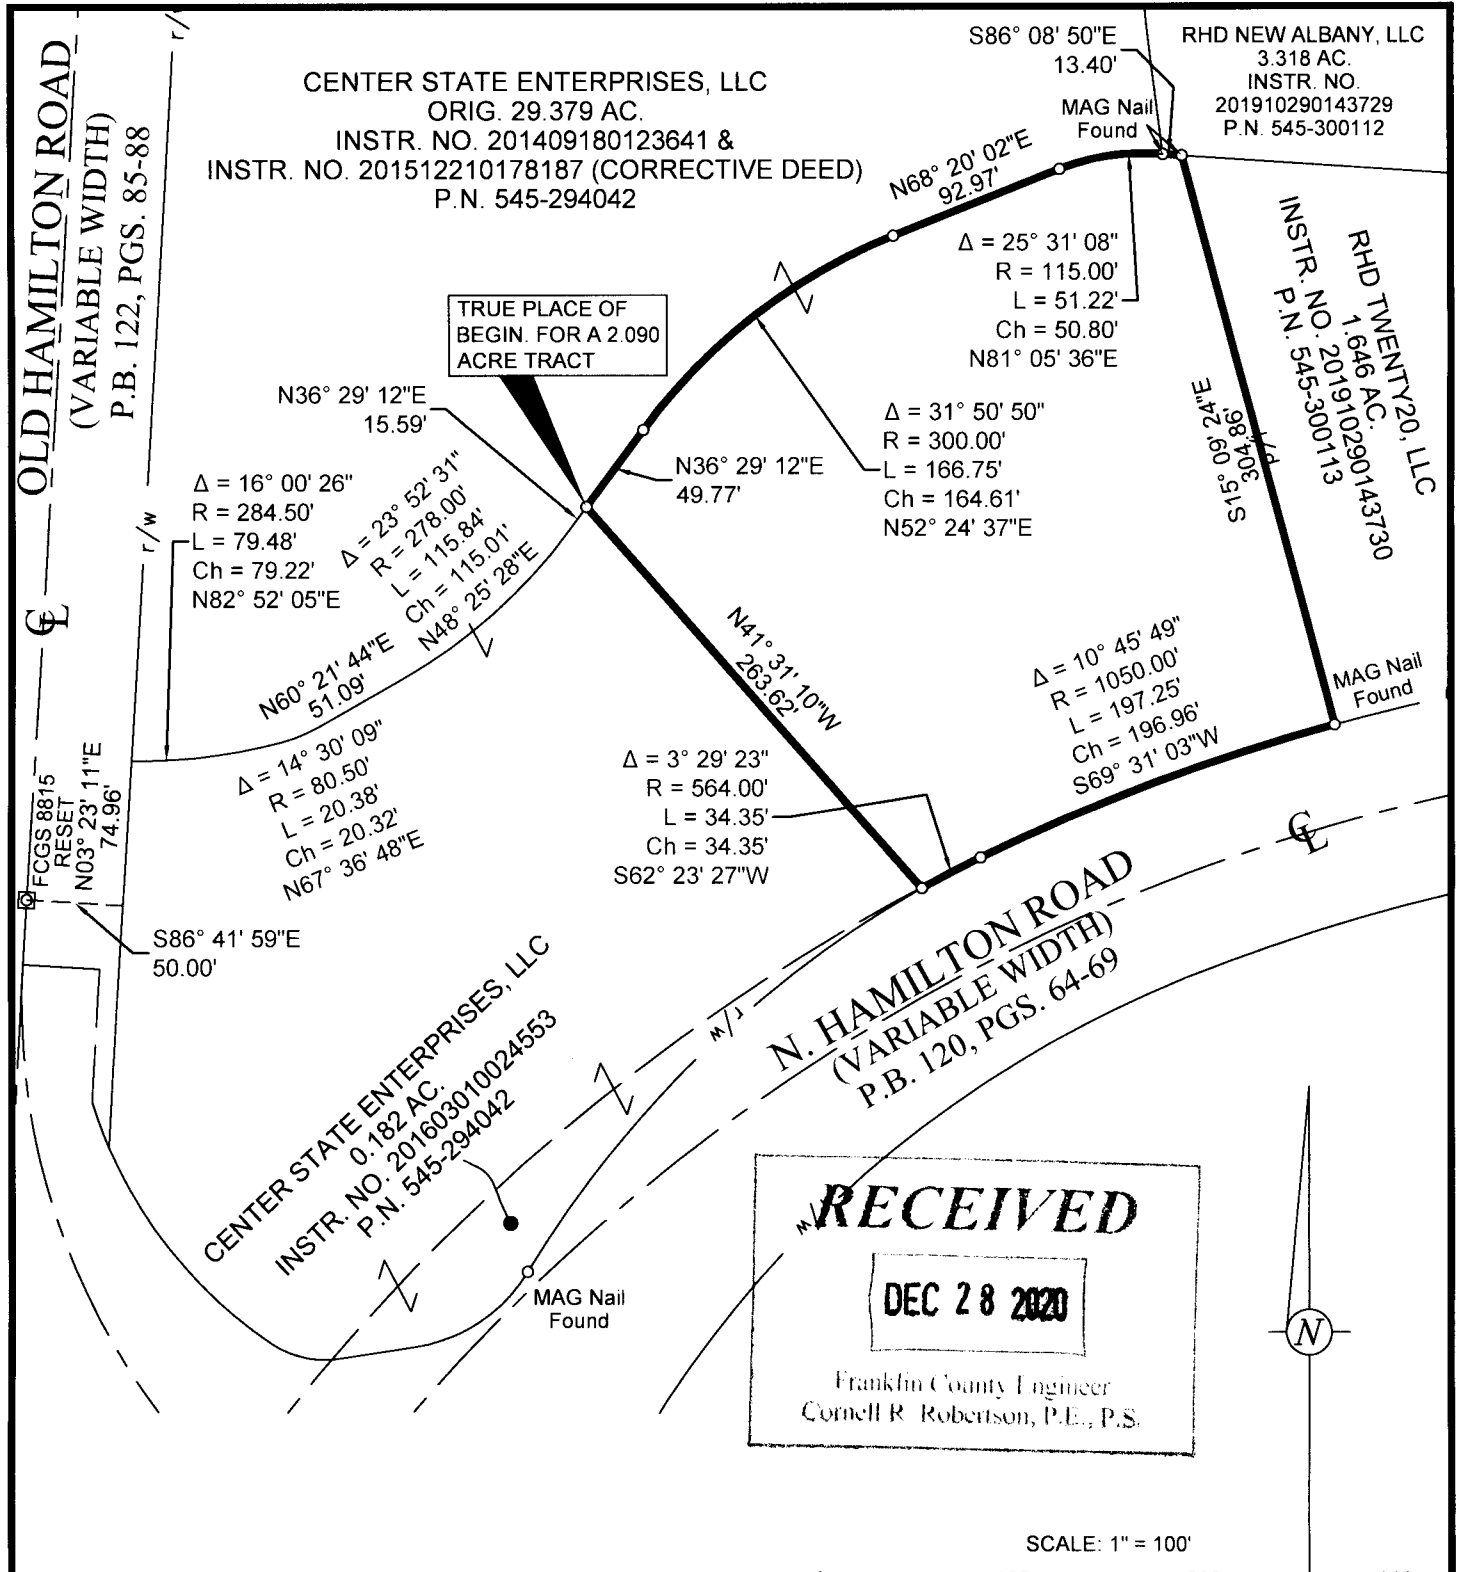 OLD HAMILTON ROAD
(VARIABLE WIDTH)
P.B. 122, PGS. 85-88
r/w
r/
CENTER STATE ENTERPRISES, LLC
ORIG. 29.379 AC.
INSTR. NO. 201409180123641 &
INSTR. NO. 201512210178187 (CORRECTIVE DEED)
P.N. 545-294042
S86° 08' 50"E
13.40'
MAG Nail
Found
RHD NEW ALBANY, LLC
3.318 AC.
INSTR. NO.
201910290143729
P.N. 545-300112
N68° 20' 02"E
92.97'
Δ = 25° 31' 08"
R = 115.00'
L = 51.22'
Ch = 50.80'
N81° 05' 36"E
RHD TWENTY20, LLC
1.646 AC.
INSTR. NO. 201910290143730
P.N. 545-300113
TRUE PLACE OF
BEGIN. FOR A 2.090
ACRE TRACT
N36° 29' 12"E
15.59'
N36° 29' 12"E
49.77'
Δ = 31° 50' 50"
R = 300.00'
L = 166.75'
Ch = 164.61'
N52° 24' 37"E
S15° 09' 24"E
304.86'
P/L
Δ = 16° 00' 26"
R = 284.50'
L = 79.48'
Ch = 79.22'
N82° 52' 05"E
Δ = 23° 52' 31"
R = 278.00'
L = 115.84'
Ch = 115.01'
N48° 25' 28"E
CL
N60° 21' 44"E
51.09'
N41° 31' 10"W
263.62'
Δ = 10° 45' 49"
R = 1050.00'
L = 197.25'
Ch = 196.96'
S69° 31' 03"W
MAG Nail
Found
Δ = 14° 30' 09"
R = 80.50'
L = 20.38'
Ch = 20.32'
N67° 36' 48"E
Δ = 3° 29' 23"
R = 564.00'
L = 34.35'
Ch = 34.35'
S62° 23' 27"W
FCGS 8815
RESET
N03° 23' 11"E
74.96'
S86° 41' 59"E
50.00'
CL
N. HAMILTON ROAD
(VARIABLE WIDTH)
P.B. 120, PGS. 64-69
r/w
CENTER STATE ENTERPRISES, LLC
0.182 AC.
INSTR. NO. 201603010024553
P.N. 545-294042
MAG Nail
Found
r/w
RECEIVED
DEC 28 2020
Franklin County Engineer
Cornell R. Robertson, P.E., P.S.
N
SCALE: 1" = 100'